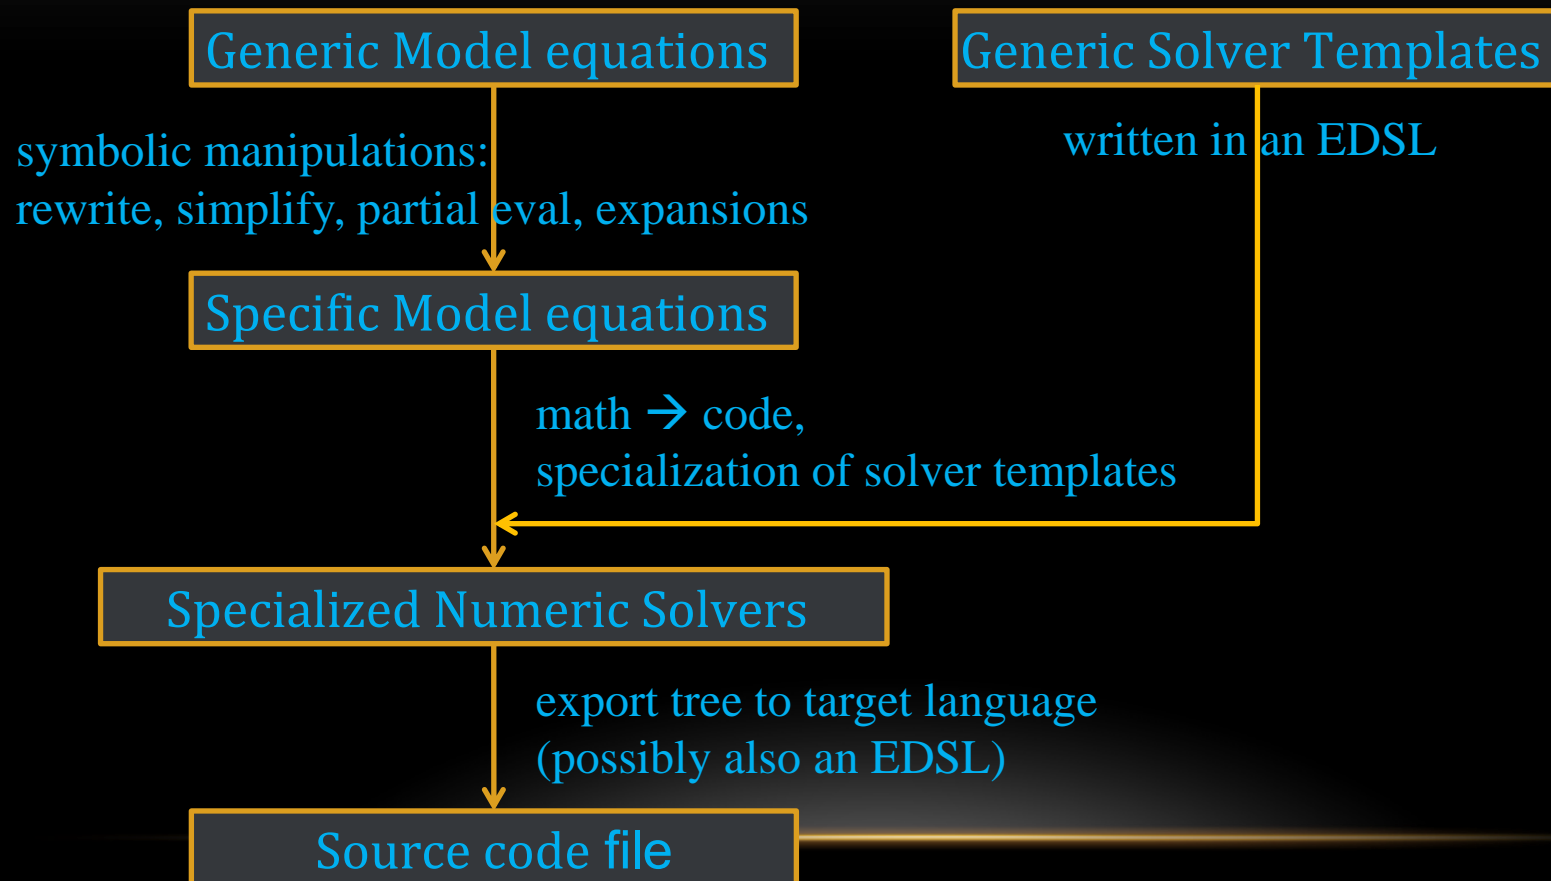 Generic Model equations
Generic Solver Templates
symbolic manipulations:
rewrite, simplify, partial eval, expansions
written in an EDSL
Specific Model equations
math → code,
specialization of solver templates
Specialized Numeric Solvers
export tree to target language
(possibly also an EDSL)
Source code file